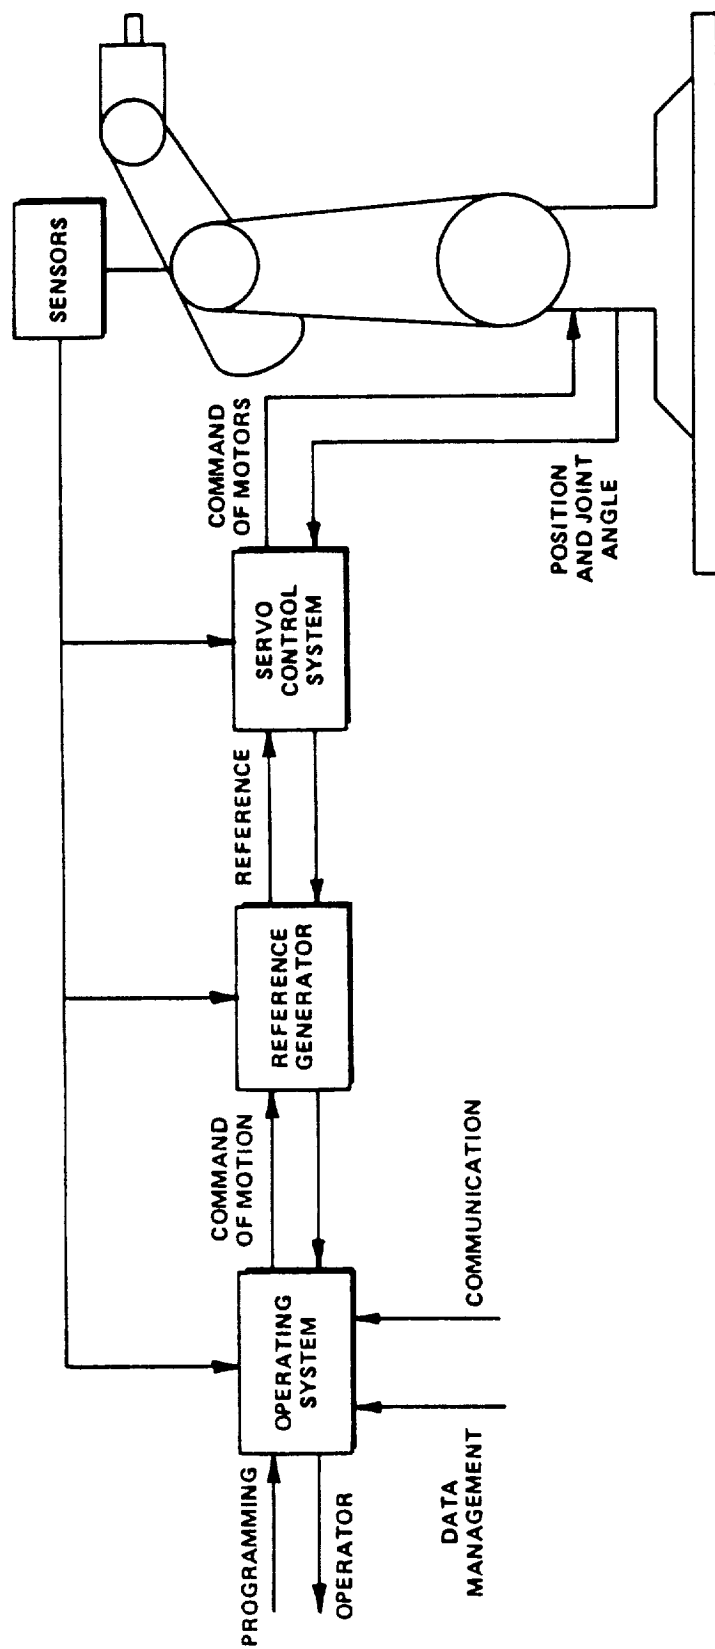 SENSORS
COMMAND
OF MOTORS
POSITION
AND JOINT
ANGLE
SERVO
CONTROL
SYSTEM
REFERENCE
REFERENCE
GENERATOR
COMMAND
OF MOTION
OPERATING
SYSTEM
PROGRAMMING
OPERATOR
DATA
MANAGEMENT
COMMUNICATION